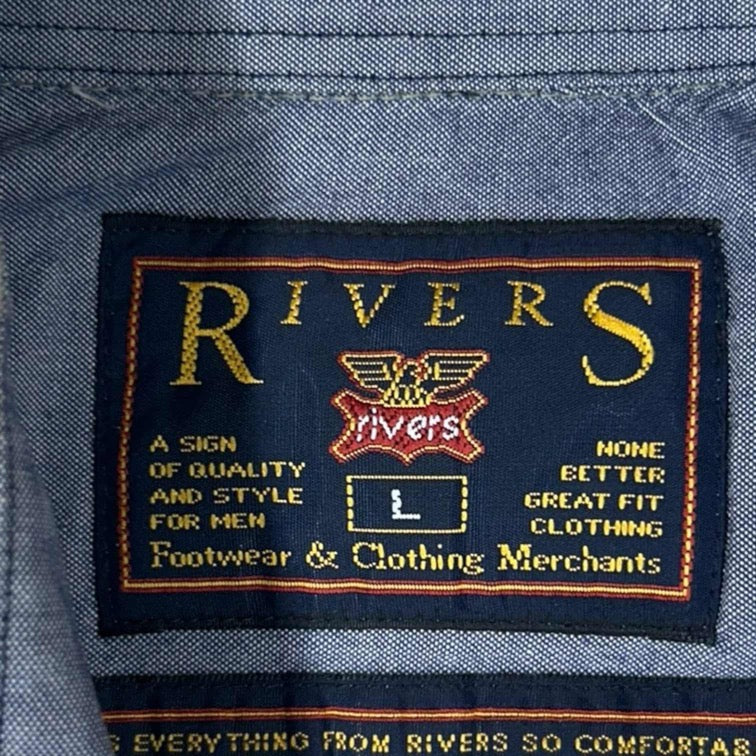 RIVERS
rivers
A SIGN
OF QUALITY
AND STYLE
FOR MEN
NONE
BETTER
GREAT FIT
CLOTHING
L
Footwear & Clothing Merchants
EVERYTHING FROM RIVERS SO